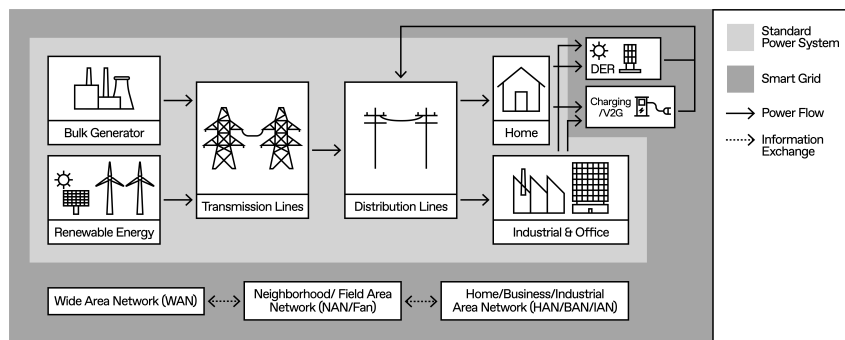 Bulk Generator
Renewable Energy
Transmission Lines
Distribution Lines
Home
Industrial & Office
DER
Charging
/V2G
Wide Area Network (WAN)
Neighborhood/ Field Area
Network (NAN/Fan)
Home/Business/Industrial
Area Network (HAN/BAN/IAN)
Standard
Power System
Smart Grid
Power Flow
Information
Exchange